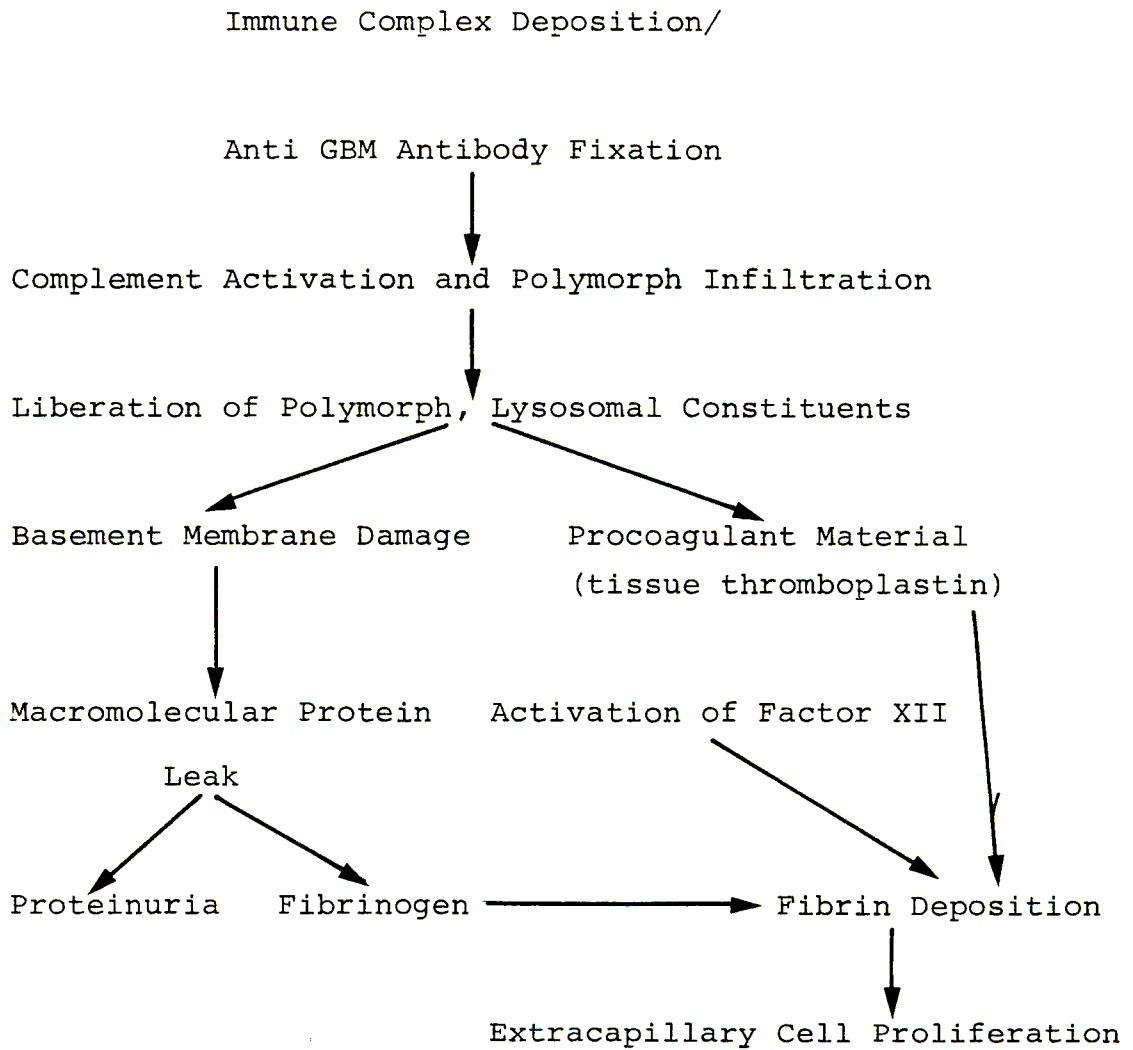 Immune Complex Deposition/
Anti GBM Antibody Fixation
Complement Activation and Polymorph Infiltration
Liberation of Polymorph, Lysosomal Constituents
Basement Membrane Damage
Procoagulant Material
(tissue thromboplastin)
Macromolecular Protein
Leak
Activation of Factor XII
Proteinuria
Fibrinogen
Fibrin Deposition
Extracapillary Cell Proliferation